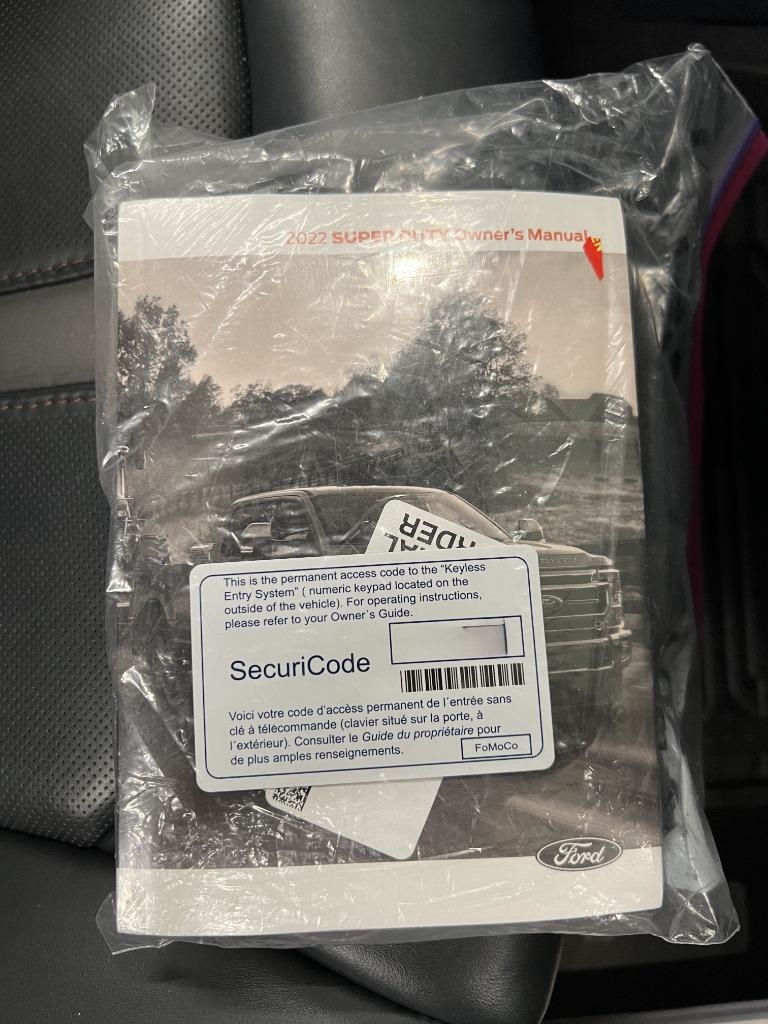 2022 SUPER DUTY Owner's Manual
EN
RDER
This is the permanent access code to the "Keyless
Entry System" ( numeric keypad located on the
outside of the vehicle). For operating instructions,
please refer to your Owner´s Guide.
SecuriCode
Voici votre code d'accès permanent de l´entrée sans
clé à télécommande (clavier situé sur la porte, à
l´extérieur). Consulter le Guide du propriétaire pour
de plus amples renseignements.
FoMoCo
Ford